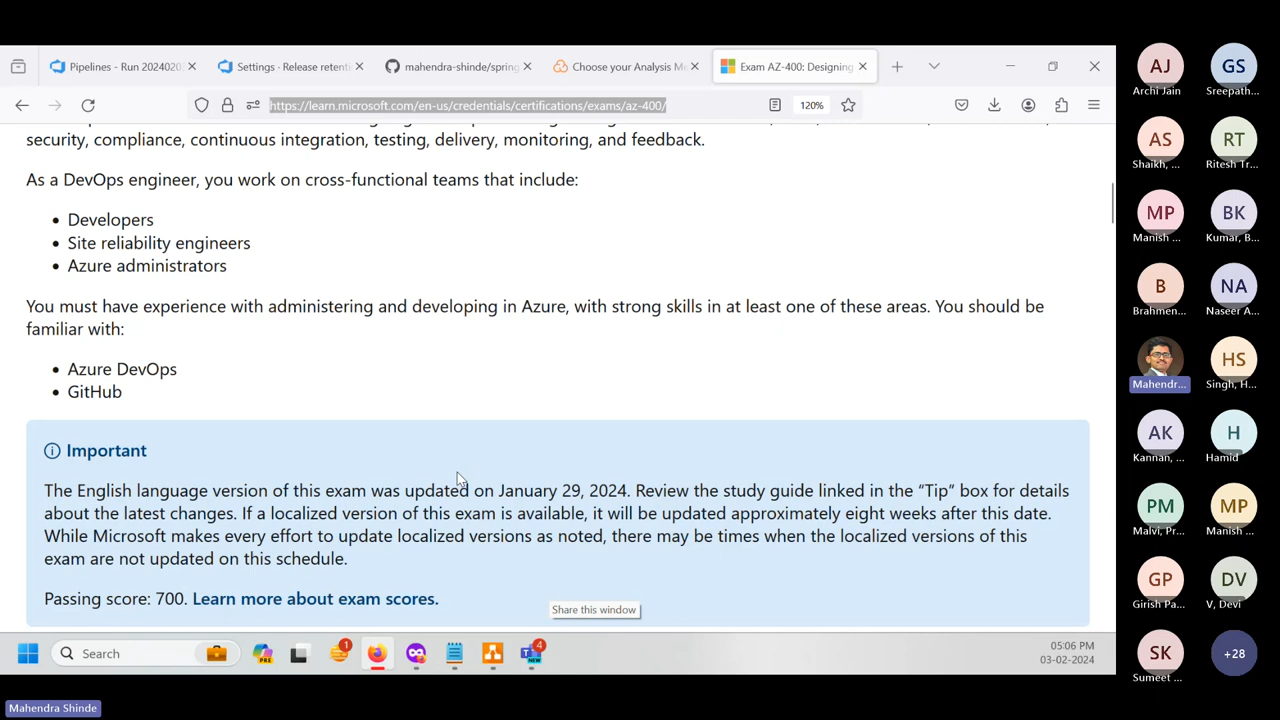 Pipelines - Run 2024020
Settings · Release retenti
mahendra-shinde/spring
Choose your Analysis Me
Exam AZ-400: Designing
https://learn.microsoft.com/en-us/credentials/certifications/exams/az-400/
120%
security, compliance, continuous integration, testing, delivery, monitoring, and feedback.
As a DevOps engineer, you work on cross-functional teams that include:
• Developers
• Site reliability engineers
• Azure administrators
You must have experience with administering and developing in Azure, with strong skills in at least one of these areas. You should be
familiar with:
• Azure DevOps
• GitHub
Important
The English language version of this exam was updated on January 29, 2024. Review the study guide linked in the “Tip” box for details
about the latest changes. If a localized version of this exam is available, it will be updated approximately eight weeks after this date.
While Microsoft makes every effort to update localized versions as noted, there may be times when the localized versions of this
exam are not updated on this schedule.
Passing score: 700. Learn more about exam scores.
Share this window
Search
PRE
1
4
NEW
05:06 PM
03-02-2024
Mahendra Shinde
AJ
Archi Jain
GS
Sreepath...
AS
Shaikh, ...
RT
Ritesh Tr...
MP
Manish ...
BK
Kumar, B...
B
Brahmen...
NA
Naseer A...
Mahendr...
HS
Singh, H...
AK
Kannan, ...
H
Hamid
PM
Malvi, Pr...
MP
Manish ...
GP
Girish Pa...
DV
V, Devi
SK
Sumeet ...
+28